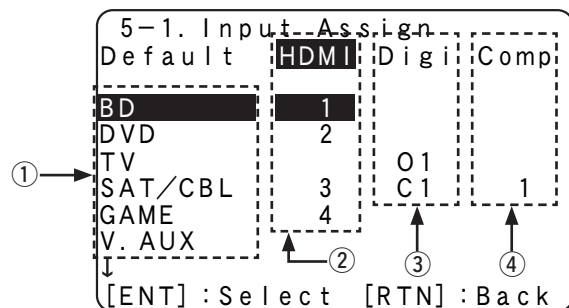 5-1. Input Assign
Default HDMI Digi Comp
BD 1
DVD 2
TV O1
SAT/CBL 3 C1 1
GAME 4
V. AUX
↓
[ENT] :Select [RTN] :Back
①
②
③
④